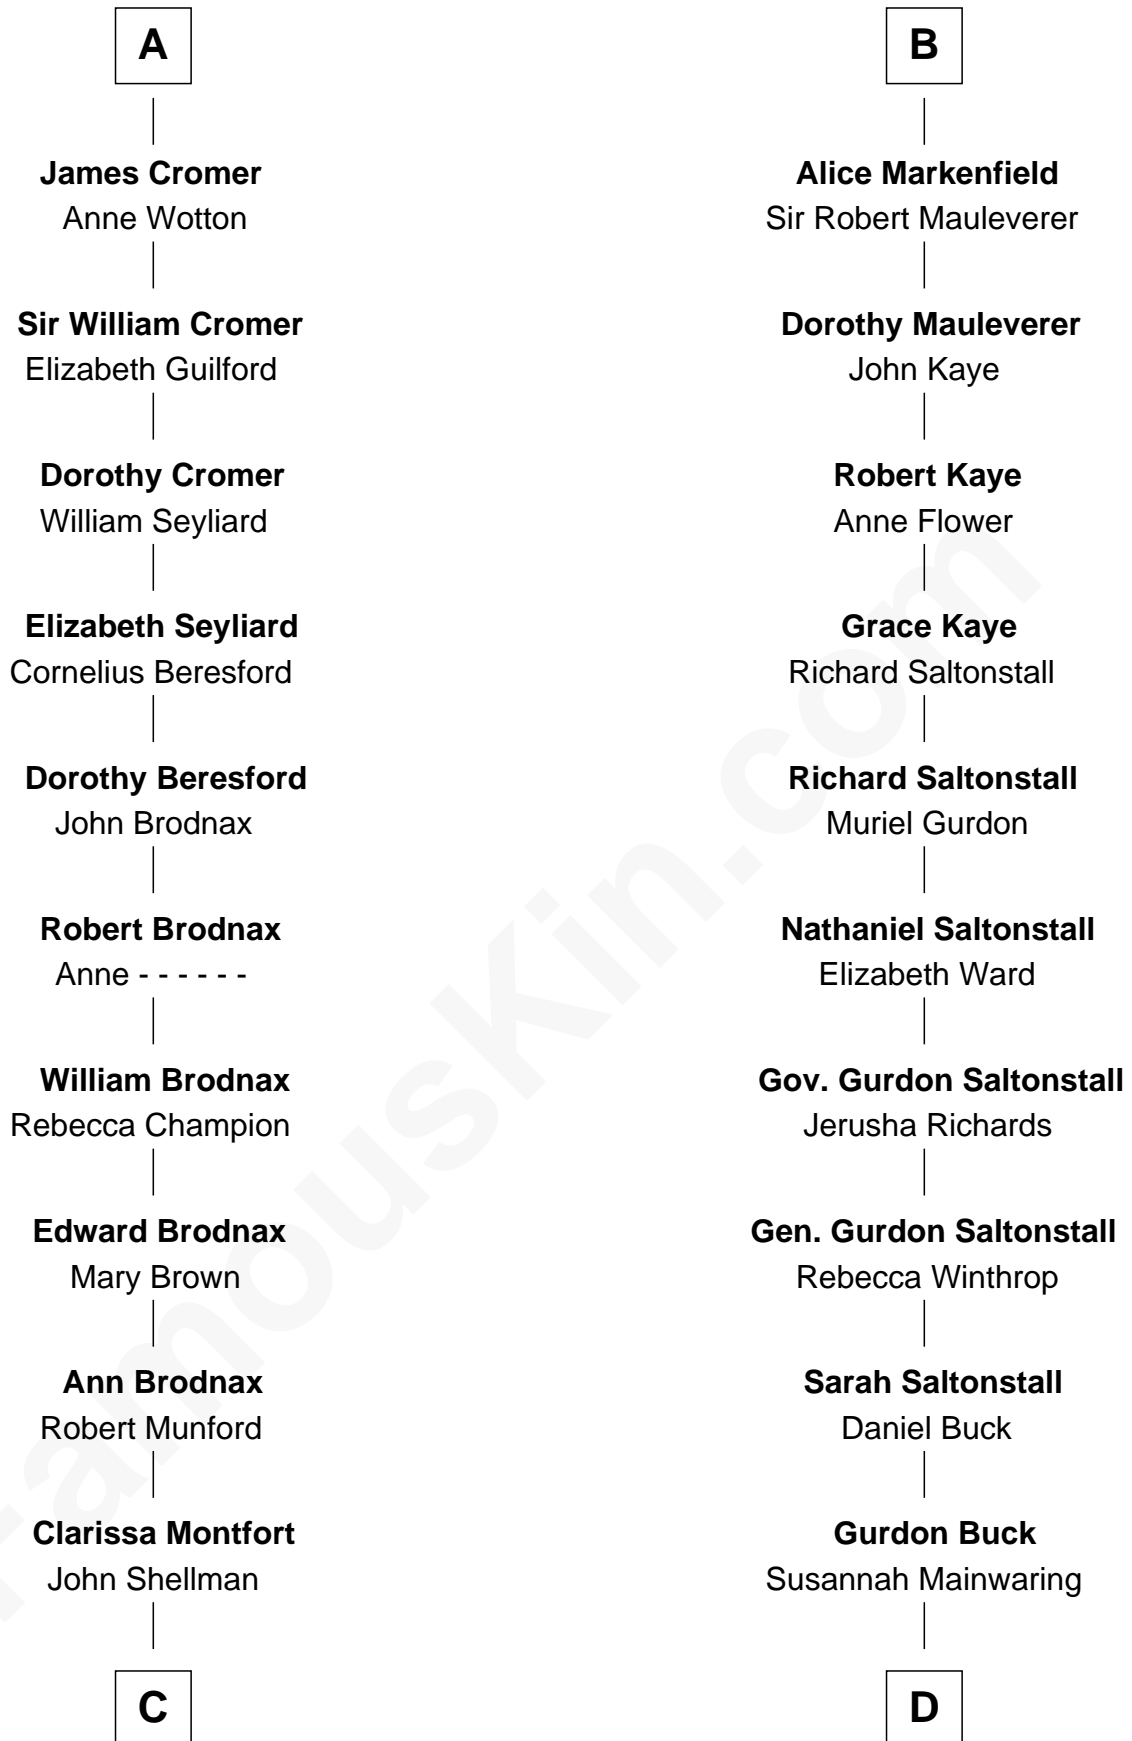 A
James Cromer
Anne Wotton
Sir William Cromer
Elizabeth Guilford
Dorothy Cromer
William Seyliard
Elizabeth Seyliard
Cornelius Beresford
Dorothy Beresford
John Brodnax
Robert Brodnax
Anne - - - - - -
William Brodnax
Rebecca Champion
Edward Brodnax
Mary Brown
Ann Brodnax
Robert Munford
Clarissa Montfort
John Shellman
C
B
Alice Markenfield
Sir Robert Mauleverer
Dorothy Mauleverer
John Kaye
Robert Kaye
Anne Flower
Grace Kaye
Richard Saltonstall
Richard Saltonstall
Muriel Gurdon
Nathaniel Saltonstall
Elizabeth Ward
Gov. Gurdon Saltonstall
Jerusha Richards
Gen. Gurdon Saltonstall
Rebecca Winthrop
Sarah Saltonstall
Daniel Buck
Gurdon Buck
Susannah Mainwaring
D
FamousKin.com